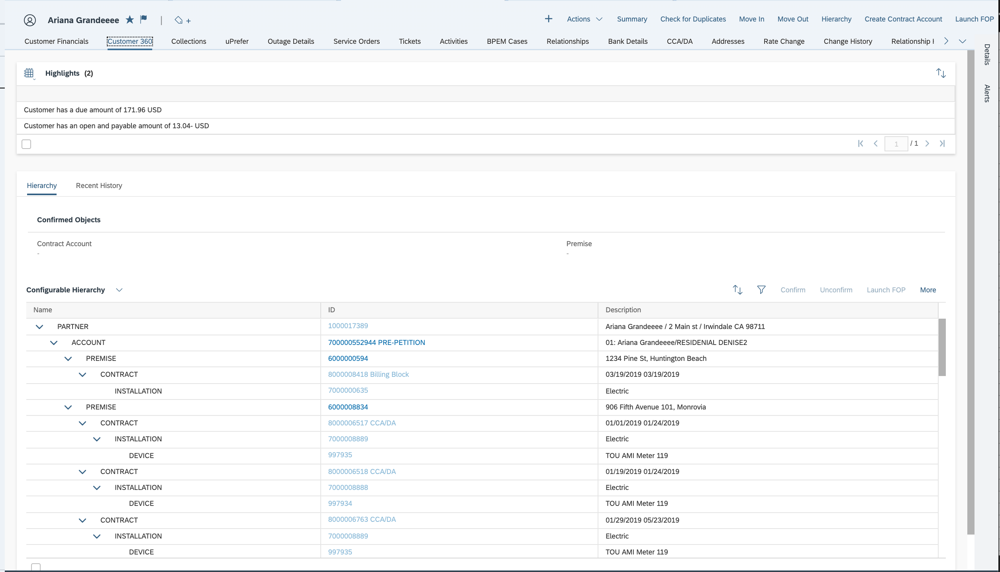 Ariana Grandeeee
Actions Summary Check for Duplicates Move In Move Out Hierarchy Create Contract Account Launch FOP
Customer Financials Customer 360 Collections uPrefer Outage Details Service Orders Tickets Activities BPEM Cases Relationships Bank Details CCA/DA Addresses Rate Change Change History Relationship
Details
Alerts
Highlights (2)
Customer has a due amount of 171.96 USD
Customer has an open and payable amount of 13.04- USD
1 / 1
Hierarchy Recent History
Confirmed Objects
Contract Account Premise
- -
Configurable Hierarchy Confirm Unconfirm Launch FOP More
Name ID Description
PARTNER 1000017389 Ariana Grandeeee / 2 Main st / Irwindale CA 98711
ACCOUNT 700000552944 PRE-PETITION 01: Ariana Grandeeee/RESIDENIAL DENISE2
PREMISE 6000000594 1234 Pine St, Huntington Beach
CONTRACT 8000008418 Billing Block 03/19/2019 03/19/2019
INSTALLATION 7000000635 Electric
PREMISE 6000008834 906 Fifth Avenue 101, Monrovia
CONTRACT 8000006517 CCA/DA 01/01/2019 01/24/2019
INSTALLATION 7000008889 Electric
DEVICE 997935 TOU AMI Meter 119
CONTRACT 8000006518 CCA/DA 01/19/2019 01/24/2019
INSTALLATION 7000008888 Electric
DEVICE 997934 TOU AMI Meter 119
CONTRACT 8000006763 CCA/DA 01/29/2019 05/23/2019
INSTALLATION 7000008889 Electric
DEVICE 997935 TOU AMI Meter 119